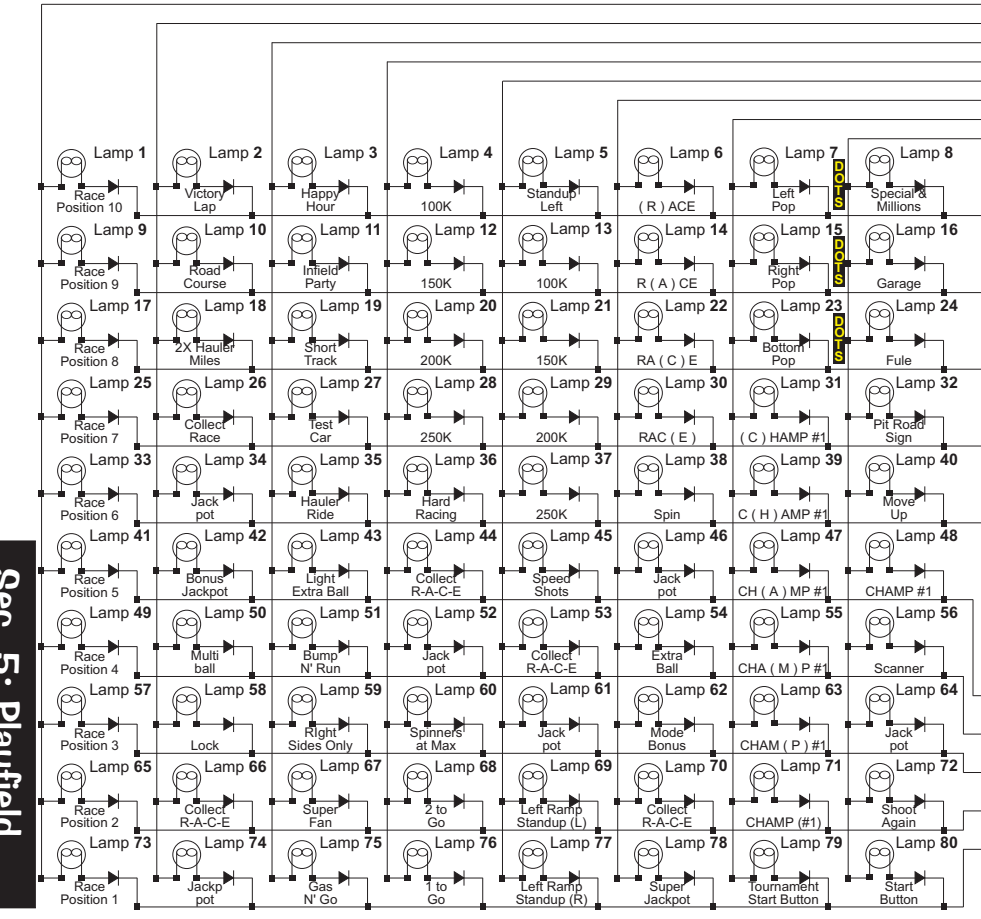 Lamp 1
Race
Position 10
Lamp 2
Victory
Lap
Lamp 3
Happy
Hour
Lamp 4
100K
Lamp 5
Standup
Left
Lamp 6
( R ) ACE
Lamp 7
Left
Pop
DOTS
Lamp 8
Special &
Millions
Lamp 9
Race
Position 9
Lamp 10
Road
Course
Lamp 11
Infield
Party
Lamp 12
150K
Lamp 13
100K
Lamp 14
R ( A ) CE
Lamp 15
Right
Pop
DOTS
Lamp 16
Garage
Lamp 17
Race
Position 8
Lamp 18
2X Hauler
Miles
Lamp 19
Short
Track
Lamp 20
200K
Lamp 21
150K
Lamp 22
RA ( C ) E
Lamp 23
Bottom
Pop
DOTS
Lamp 24
Fule
Lamp 25
Race
Position 7
Lamp 26
Collect
Race
Lamp 27
Test
Car
Lamp 28
250K
Lamp 29
200K
Lamp 30
RAC ( E )
Lamp 31
( C ) HAMP #1
Lamp 32
Pit Road
Sign
Lamp 33
Race
Position 6
Lamp 34
Jack
pot
Lamp 35
Hauler
Ride
Lamp 36
Hard
Racing
Lamp 37
250K
Lamp 38
Spin
Lamp 39
C ( H ) AMP #1
Lamp 40
Move
Up
Lamp 41
Race
Position 5
Lamp 42
Bonus
Jackpot
Lamp 43
Light
Extra Ball
Lamp 44
Collect
R-A-C-E
Lamp 45
Speed
Shots
Lamp 46
Jack
pot
Lamp 47
CH ( A ) MP #1
Lamp 48
CHAMP #1
Lamp 49
Race
Position 4
Lamp 50
Multi
ball
Lamp 51
Bump
N' Run
Lamp 52
Jack
pot
Lamp 53
Collect
R-A-C-E
Lamp 54
Extra
Ball
Lamp 55
CHA ( M ) P #1
Lamp 56
Scanner
Lamp 57
Race
Position 3
Lamp 58
Lock
Lamp 59
RIght
Sides Only
Lamp 60
Spinners
at Max
Lamp 61
Jack
pot
Lamp 62
Mode
Bonus
Lamp 63
CHAM ( P ) #1
Lamp 64
Jack
pot
Lamp 65
Race
Position 2
Lamp 66
Collect
R-A-C-E
Lamp 67
Super
Fan
Lamp 68
2 to
Go
Lamp 69
Left Ramp
Standup (L)
Lamp 70
Collect
R-A-C-E
Lamp 71
CHAMP (#1)
Lamp 72
Shoot
Again
Lamp 73
Race
Position 1
Lamp 74
Jackp
pot
Lamp 75
Gas
N' Go
Lamp 76
1 to
Go
Lamp 77
Left Ramp
Standup (R)
Lamp 78
Super
Jackpot
Lamp 79
Tournament
Start Button
Lamp 80
Start
Button
Sec. 5: Playfield